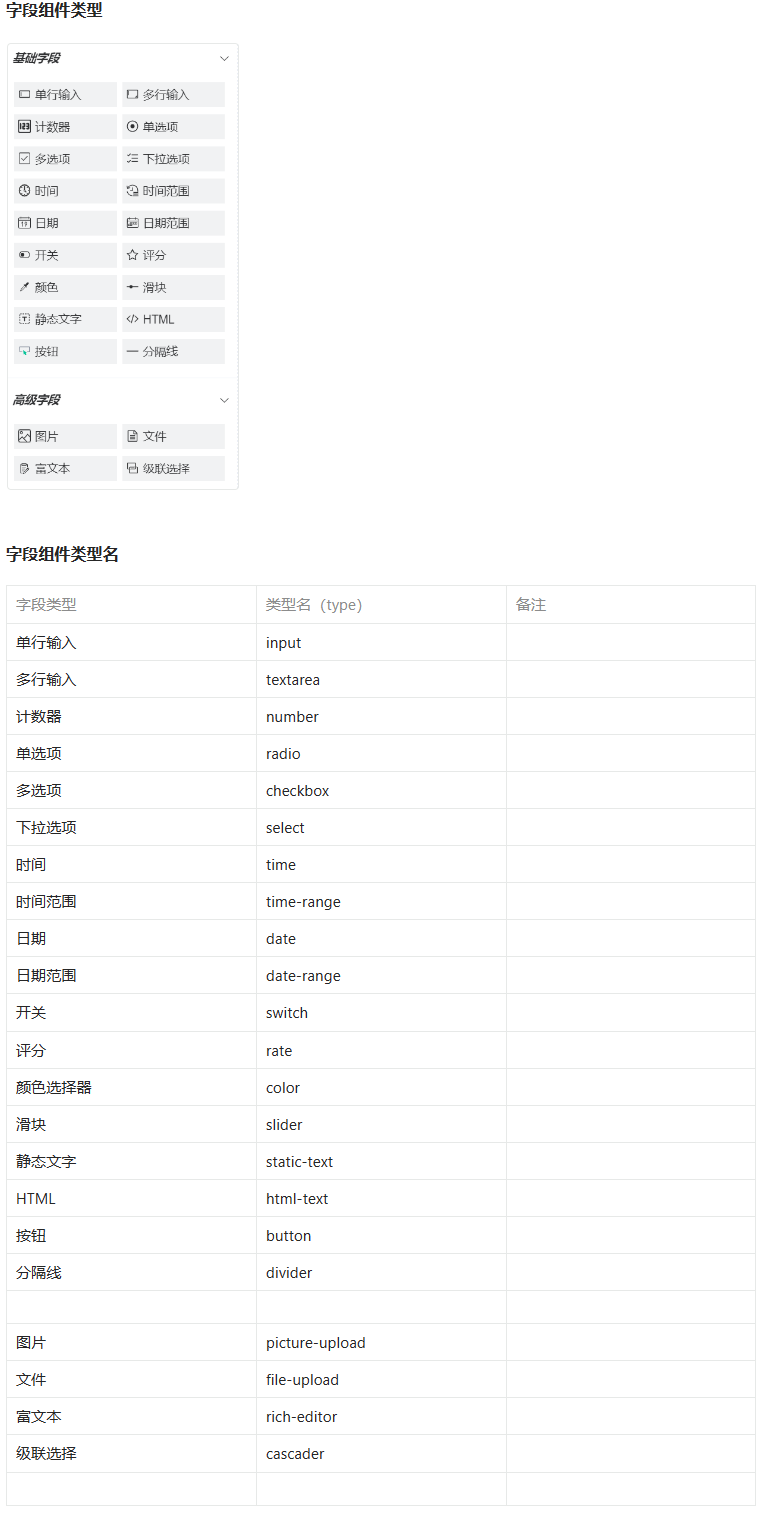 字段组件类型
基础字段
单行输入 多行输入
计数器 单选项
多选项 下拉选项
时间 时间范围
日期 日期范围
开关 评分
颜色 滑块
静态文字 HTML
按钮 分隔线
高级字段
图片 文件
富文本 级联选择
字段组件类型名
字段类型 类型名（type） 备注
单行输入 input
多行输入 textarea
计数器 number
单选项 radio
多选项 checkbox
下拉选项 select
时间 time
时间范围 time-range
日期 date
日期范围 date-range
开关 switch
评分 rate
颜色选择器 color
滑块 slider
静态文字 static-text
HTML html-text
按钮 button
分隔线 divider
图片 picture-upload
文件 file-upload
富文本 rich-editor
级联选择 cascader